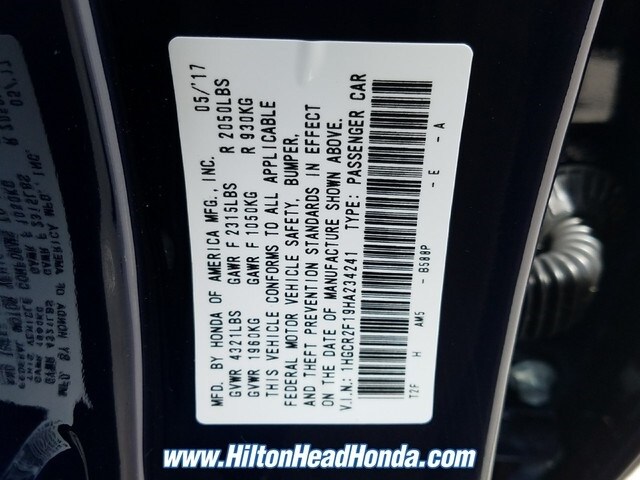 MFD. BY HONDA OF AMERICA MFG., INC. 05/'17
GVWR 4321LBS GAWR F 2315LBS R 2050LBS
GVWR 1960KG GAWR F 1050KG R 930KG
THIS VEHICLE CONFORMS TO ALL APPLICABLE
FEDERAL MOTOR VEHICLE SAFETY, BUMPER,
AND THEFT PREVENTION STANDARDS IN EFFECT
ON THE DATE OF MANUFACTURE SHOWN ABOVE.
V.I.N.: 1HGCR2F19HA234241 TYPE: PASSENGER CAR
T2F H AM5 - B588P - E - A
www.HiltonHeadHonda.com